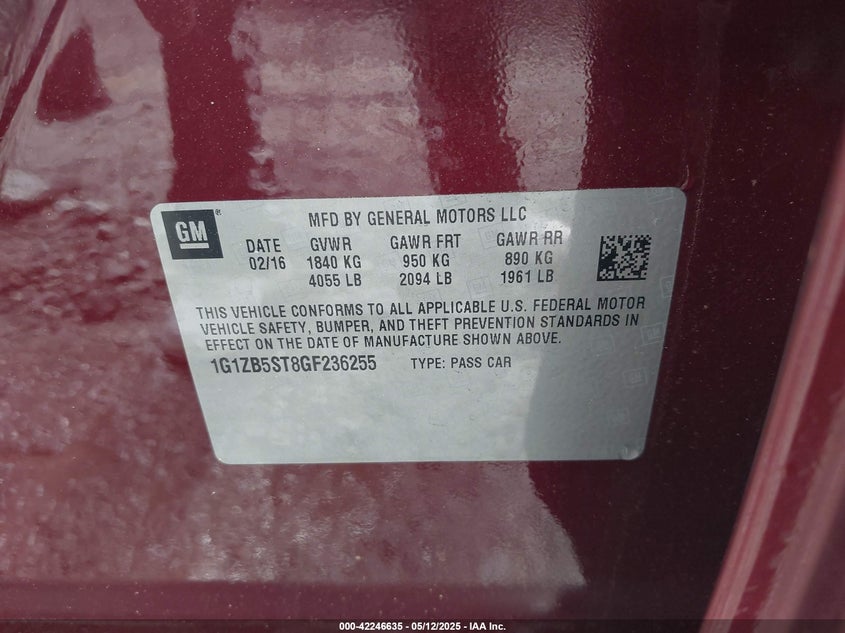 GM ® MFD BY GENERAL MOTORS LLC
DATE GVWR GAWR FRT GAWR RR
02/16 1840 KG 950 KG 890 KG
4055 LB 2094 LB 1961 LB
THIS VEHICLE CONFORMS TO ALL APPLICABLE U.S. FEDERAL MOTOR
VEHICLE SAFETY, BUMPER, AND THEFT PREVENTION STANDARDS IN
EFFECT ON THE DATE OF MANUFACTURE SHOWN ABOVE.
1G1ZB5ST8GF236255 TYPE: PASS CAR
000-42246635 - 05/12/2025 - IAA Inc.